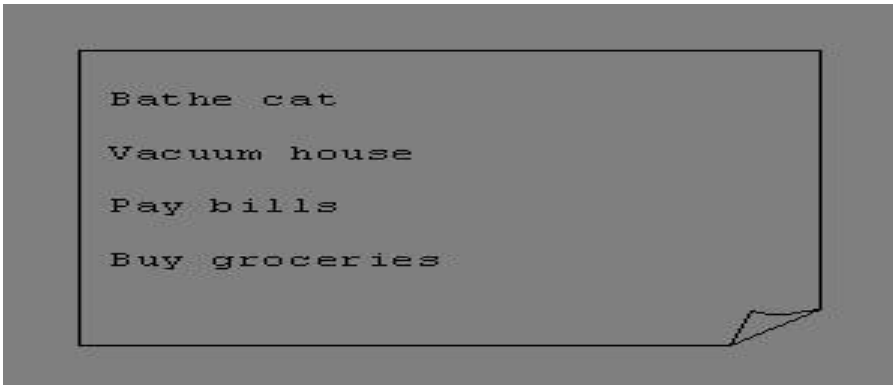 Bathe cat
Vacuum house
Pay bills
Buy groceries